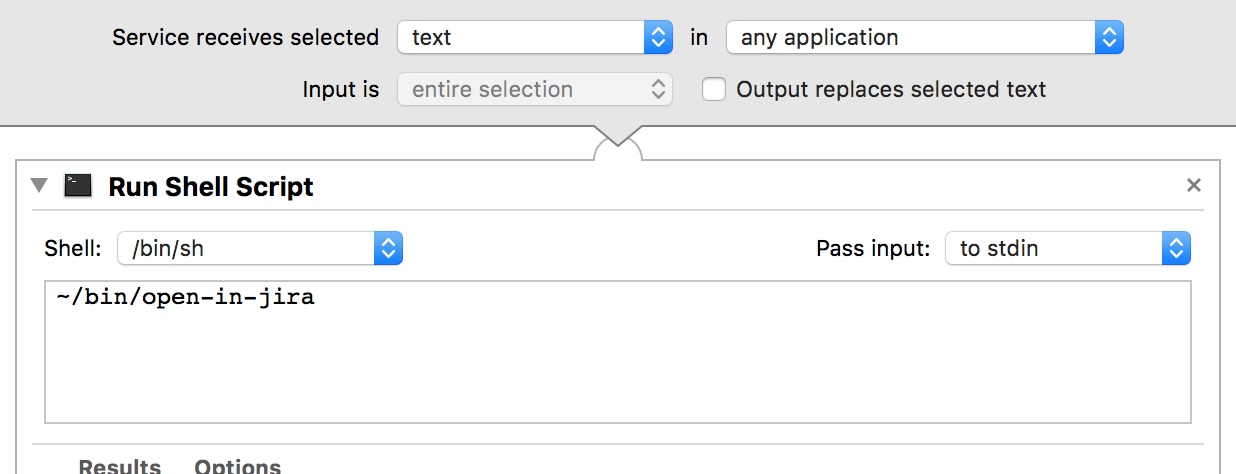 Service receives selected text in any application
Input is entire selection Output replaces selected text
Run Shell Script
Shell: /bin/sh Pass input: to stdin
~/bin/open-in-jira
Results Options